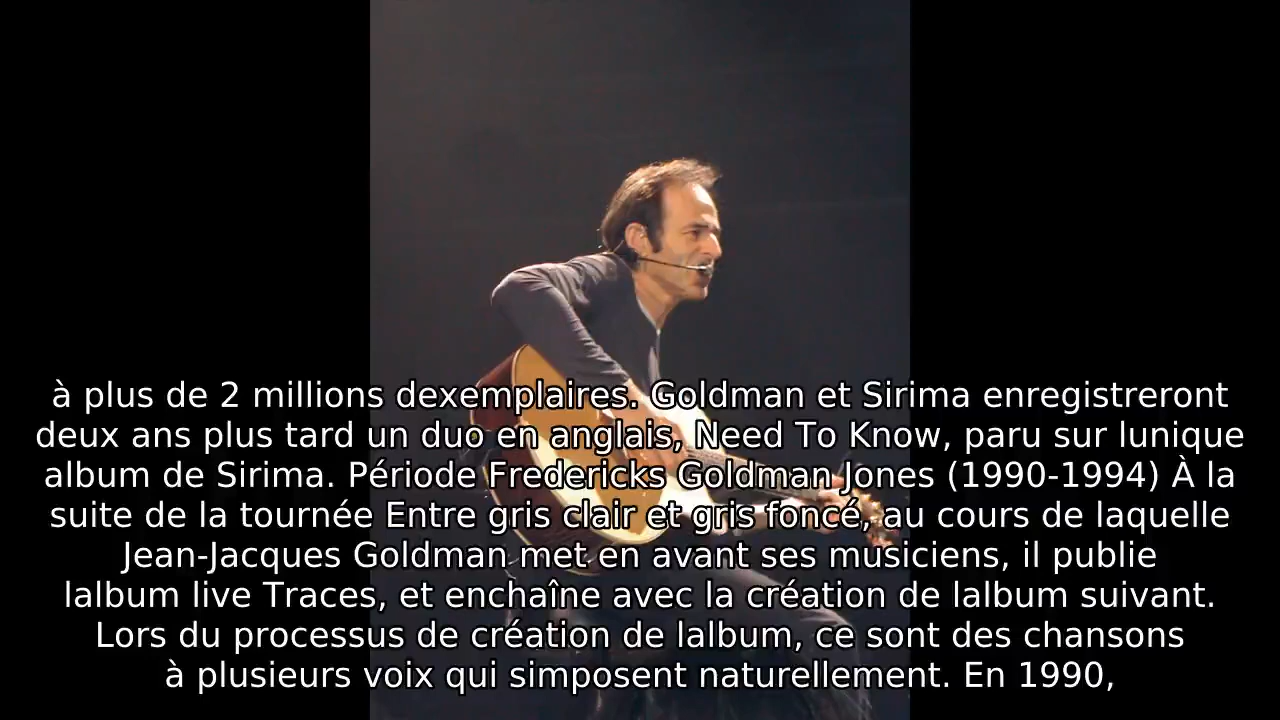 à plus de 2 millions dexemplaires. Goldman et Sirima enregistreront
deux ans plus tard un duo en anglais, Need To Know, paru sur lunique
album de Sirima. Période Fredericks Goldman Jones (1990-1994) À la
suite de la tournée Entre gris clair et gris foncé, au cours de laquelle
Jean-Jacques Goldman met en avant ses musiciens, il publie
lalbum live Traces, et enchaîne avec la création de lalbum suivant.
Lors du processus de création de lalbum, ce sont des chansons
à plusieurs voix qui simposent naturellement. En 1990,